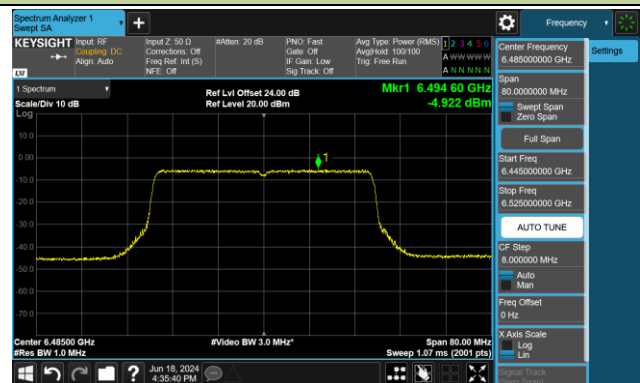 Spectrum Analyzer 1
Swept SA
Frequency
KEYSIGHT
Input: RF
Coupling: DC
Align: Auto
Input Z: 50 Ω
Corrections: Off
Freq Ref: Int (S)
NFE: Off
#Atten: 20 dB
PNO: Fast
Gate: Off
IF Gain: Low
Sig Track: Off
Avg Type: Power (RMS)
Avg|Hold: 100/100
Trig: Free Run
1 2 3 4 5 6
A W W W W W
A N N N N N
LXI
1 Spectrum
Scale/Div 10 dB
Log
Ref Lvl Offset 24.00 dB
Ref Level 20.00 dBm
Mkr1 6.494 60 GHz
-4.922 dBm
10.0
0.00
-10.0
-20.0
-30.0
-40.0
-50.0
-60.0
-70.0
1
Center 6.48500 GHz
#Res BW 1.0 MHz
#Video BW 3.0 MHz*
Span 80.00 MHz
Sweep 1.07 ms (2001 pts)
Center Frequency
6.485000000 GHz
Settings
Span
80.0000000 MHz
Swept Span
Zero Span
Full Span
Start Freq
6.445000000 GHz
Stop Freq
6.525000000 GHz
AUTO TUNE
CF Step
8.000000 MHz
Auto
Man
Freq Offset
0 Hz
X Axis Scale
Log
Lin
Signal Track
(Span Zoom)
?
Jun 18, 2024
4:35:40 PM